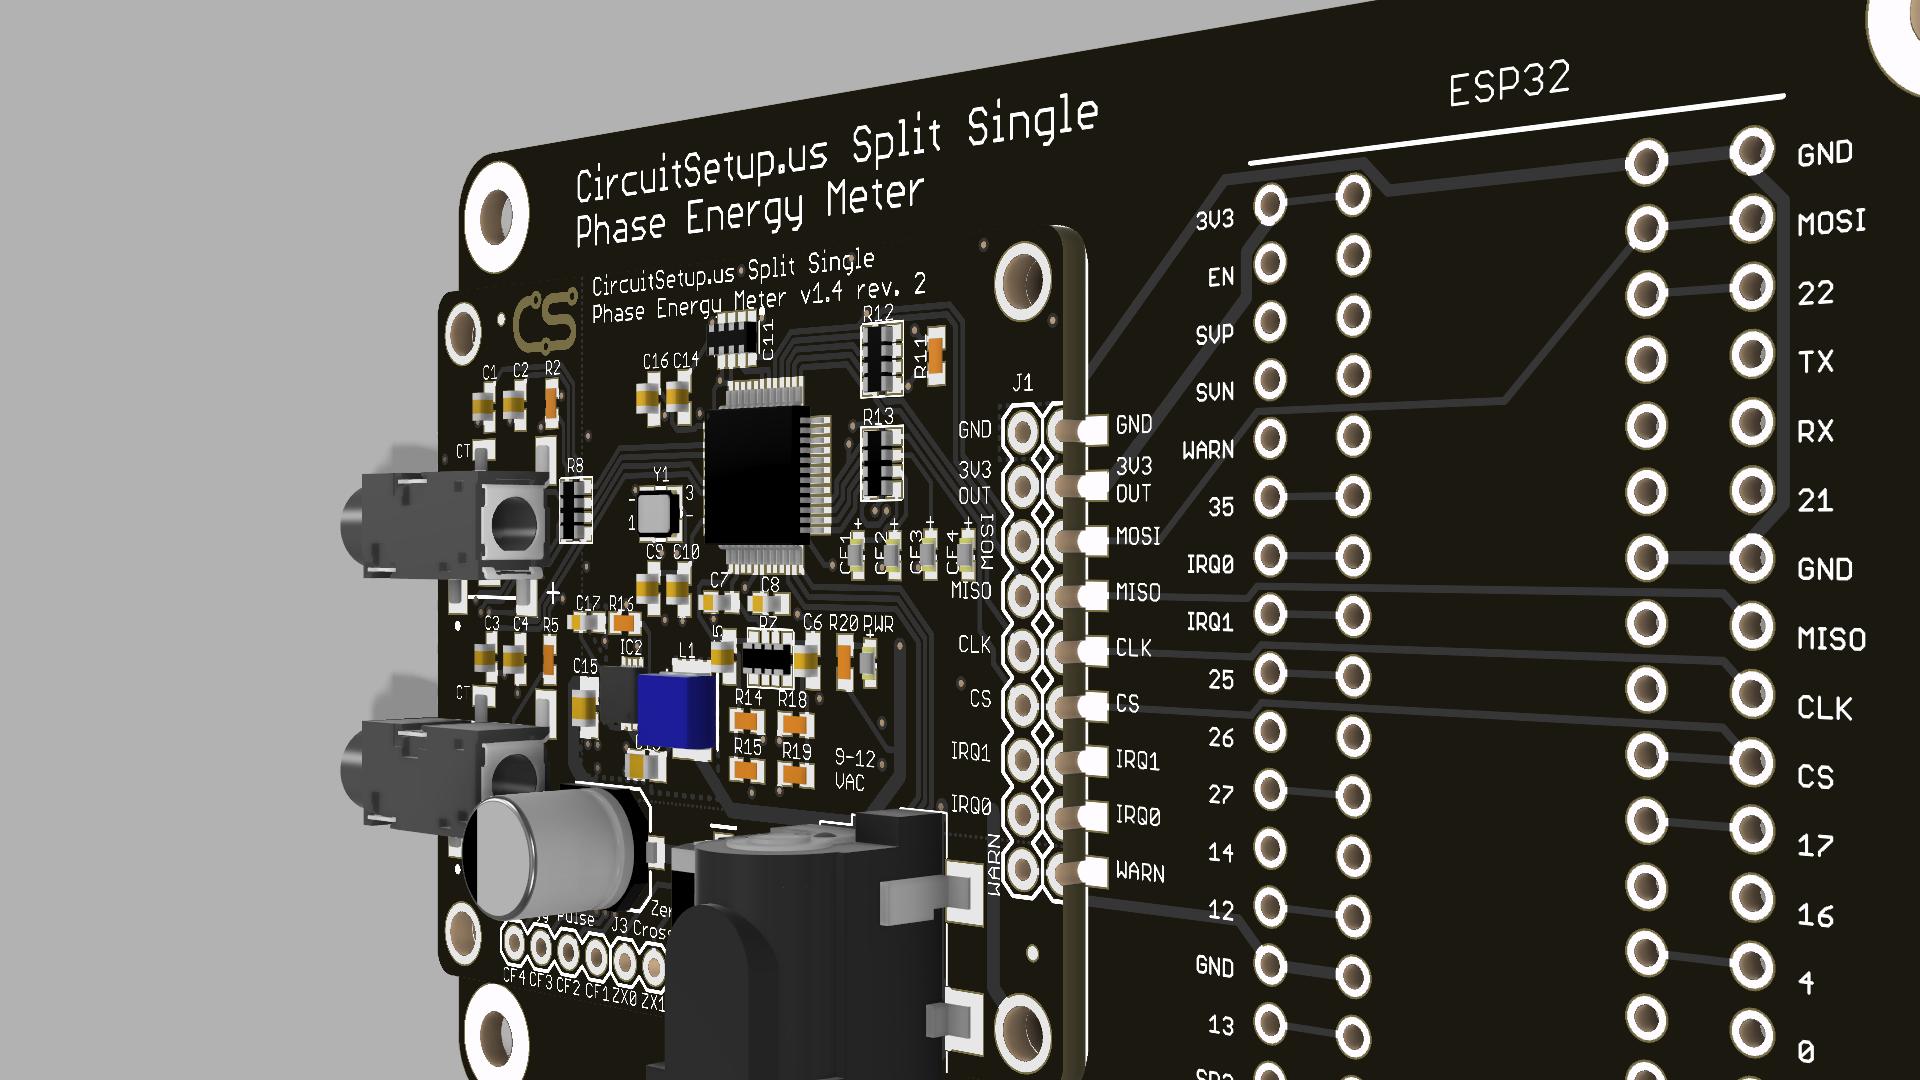 ESP32
CircuitSetup.us Split Single
Phase Energy Meter
CircuitSetup.us Split Single
Phase Energy Meter v1.4 rev. 2
CS
C11
R12
R11
C16 C14
C1 C2 R2
J1
R13
CT
R8
Y1
3
1
C9 C10
CF1 CF2 CF3 CF4
C7 C8
C17 R16
C3 C4 R5
IC2
L1
R7 C6 R20 PWR
C15
CT
R14 R18
R15 R19
9-12
VAC
GND
3V3
OUT
MOSI
MISO
CLK
CS
IRQ1
IRQ0
WARN
GND
3V3
OUT
MOSI
MISO
CLK
CS
IRQ1
IRQ0
WARN
Pulse
J3 Cross
CF4 CF3 CF2 CF1 ZX0 ZX1
3V3
EN
SVP
SVN
WARN
35
IRQ0
IRQ1
25
26
27
14
12
GND
13
GND
MOSI
22
TX
RX
21
GND
MISO
CLK
CS
17
16
4
0